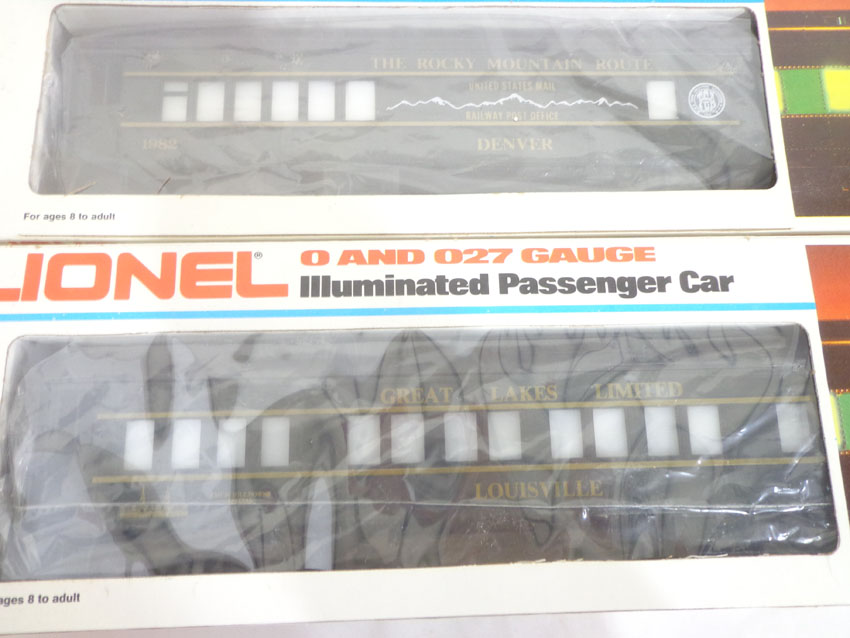 THE ROCKY MOUNTAIN ROUTE
UNITED STATES MAIL
RAILWAY POST OFFICE
1982
DENVER
For ages 8 to adult
LIONEL® O AND O27 GAUGE
Illuminated Passenger Car
GREAT LAKES LIMITED
LOUISVILLE
ages 8 to adult